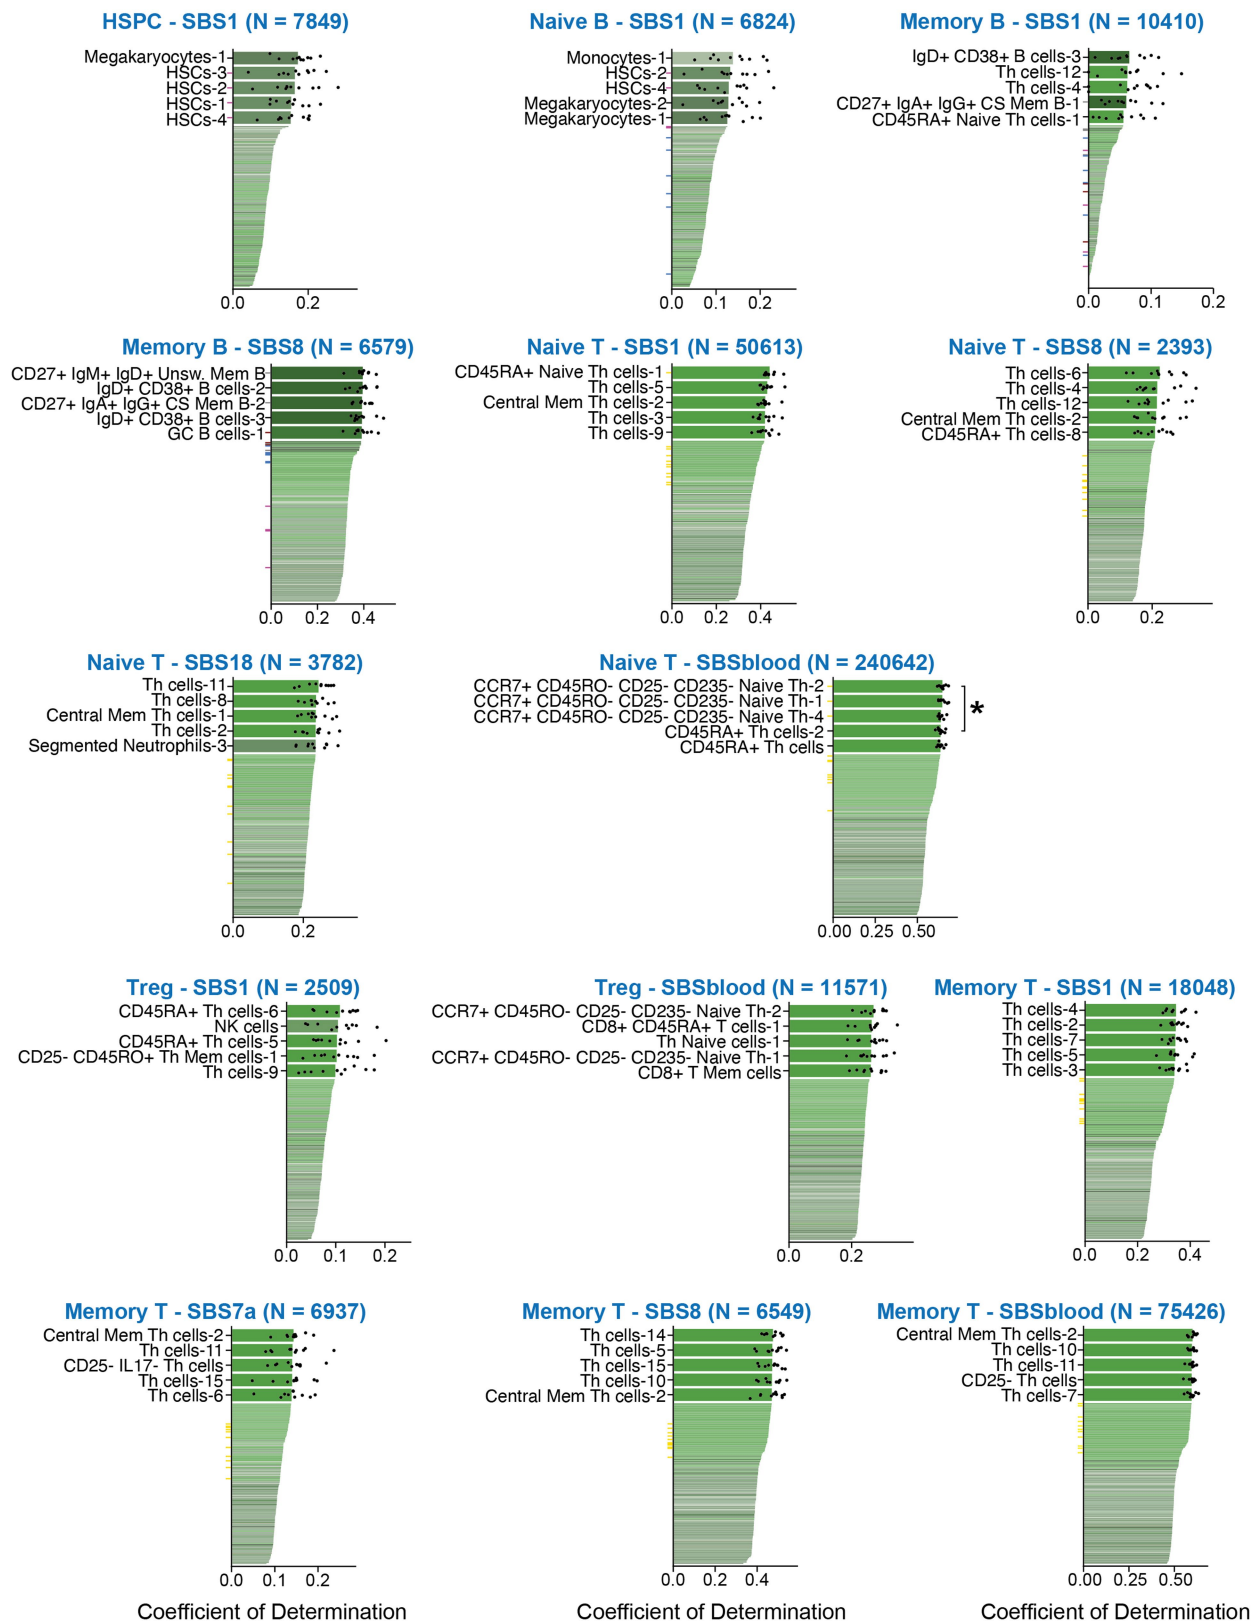 HSPC - SBS1 (N = 7849)
Megakaryocytes-1
HSCs-3
HSCs-2
HSCs-1
HSCs-4
0.0 0.2
Naive B - SBS1 (N = 6824)
Monocytes-1
HSCs-2
HSCs-4
Megakaryocytes-2
Megakaryocytes-1
0.0 0.1 0.2
Memory B - SBS1 (N = 10410)
IgD+ CD38+ B cells-3
Th cells-12
Th cells-4
CD27+ IgA+ IgG+ CS Mem B-1
CD45RA+ Naive Th cells-1
0.0 0.1 0.2
Memory B - SBS8 (N = 6579)
CD27+ IgM+ IgD+ Unsw. Mem B
IgD+ CD38+ B cells-2
CD27+ IgA+ IgG+ CS Mem B-2
IgD+ CD38+ B cells-3
GC B cells-1
0.0 0.2 0.4
Naive T - SBS1 (N = 50613)
CD45RA+ Naive Th cells-1
Th cells-5
Central Mem Th cells-2
Th cells-3
Th cells-9
0.0 0.2 0.4
Naive T - SBS8 (N = 2393)
Th cells-6
Th cells-4
Th cells-12
Central Mem Th cells-2
CD45RA+ Th cells-8
0.0 0.2
Naive T - SBS18 (N = 3782)
Th cells-11
Th cells-8
Central Mem Th cells-1
Th cells-2
Segmented Neutrophils-3
0.0 0.2
Naive T - SBSblood (N = 240642)
CCR7+ CD45RO- CD25- CD235- Naive Th-2
CCR7+ CD45RO- CD25- CD235- Naive Th-1
CCR7+ CD45RO- CD25- CD235- Naive Th-4
CD45RA+ Th cells-2
CD45RA+ Th cells
*
0.00 0.25 0.50
Treg - SBS1 (N = 2509)
CD45RA+ Th cells-6
NK cells
CD45RA+ Th cells-5
CD25- CD45RO+ Th Mem cells-1
Th cells-9
0.0 0.1 0.2
Treg - SBSblood (N = 11571)
CCR7+ CD45RO- CD25- CD235- Naive Th-2
CD8+ CD45RA+ T cells-1
Th Naive cells-1
CCR7+ CD45RO- CD25- CD235- Naive Th-1
CD8+ T Mem cells
0.0 0.2
Memory T - SBS1 (N = 18048)
Th cells-4
Th cells-2
Th cells-7
Th cells-5
Th cells-3
0.0 0.2 0.4
Memory T - SBS7a (N = 6937)
Central Mem Th cells-2
Th cells-11
CD25- IL17- Th cells
Th cells-15
Th cells-6
0.0 0.1 0.2
Coefficient of Determination
Memory T - SBS8 (N = 6549)
Th cells-14
Th cells-5
Th cells-15
Th cells-10
Central Mem Th cells-2
0.0 0.2 0.4
Coefficient of Determination
Memory T - SBSblood (N = 75426)
Central Mem Th cells-2
Th cells-10
Th cells-11
CD25- Th cells
Th cells-7
0.00 0.25 0.50
Coefficient of Determination